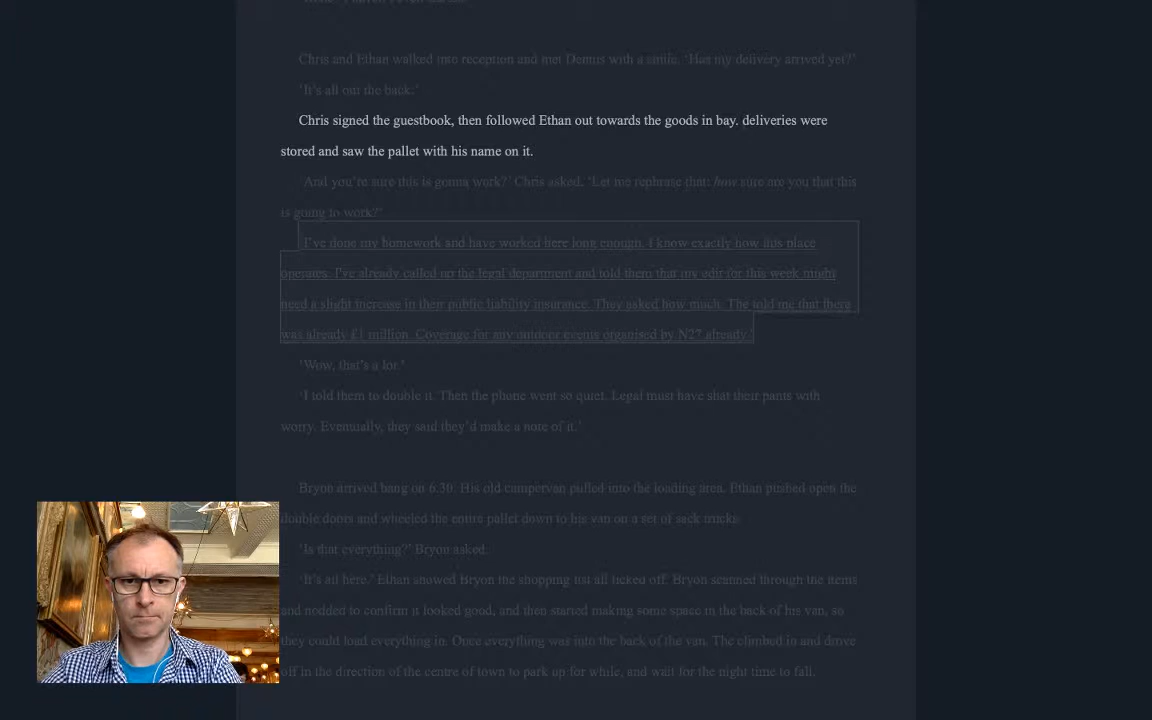 Chris and Ethan walked into reception and met Demus with a smile. 'Has my delivery arrived yet?'
'It's all out the back.'
Chris signed the guestbook, then followed Ethan out towards the goods in bay. deliveries were
stored and saw the pallet with his name on it.
'And you're sure this is gonna work?' Chris asked. 'Let me rephrase that: how sure are you that this
is going to work?'
'I've done my homework and have worked here long enough. I know exactly how this place
operates. I've already called up the legal department and told them that my edir for this week might
need a slight increase in their public liability insurance. They asked how much. The told me that there
was already £1 million. Coverage for any outdoor events organised by N27 already.'
'Wow, that's a lor.'
'I told them to double it. Then the phone went so quiet. Legal must have shat their pants with
worry. Eventually, they said they'd make a note of it.'
Bryon arrived bang on 6.30. His old campervan pulled into the loading area. Ethan pushed open the
double doors and wheeled the entire pallet down to his van on a set of sack trucks.
'Is that everything?' Bryon asked.
'It's all here.' Ethan showed Bryon the shopping list all ticked off. Bryon scanned through the items
and nodded to confirm it looked good, and then started making some space in the back of his van, so
they could load everything in. Once everything was into the back of the van. The climbed in and drove
off in the direction of the centre of town to park up for while, and wait for the night time to fall.